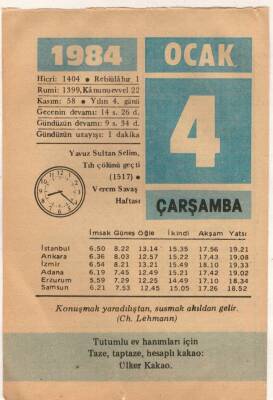 1984
OCAK
Hicri: 1404 • Rebiülâhır 1
Rumi: 1399, Kânunuevvel 22
Kasım: 58 • Yılın 4. günü
Gecenin devamı: 14 s. 26 d.
Gündüzün devamı: 9 s. 34 d.
Gündüzün uzayışı: 1 dakika
4
ÇARŞAMBA
Yavuz Sultan Selim,
Tih çölünü geçti
(1517) •
Verem Savaş
Haftası
İmsak Güneş Öğle İkindi Akşam Yatsı
İstanbul 6.50 8.22 13.14 15.35 17.56 19.21
Ankara 6.36 8.03 12.57 15.22 17.43 19.08
İzmir 6.54 8.21 13.21 15.49 18.10 19.33
Adana 6.19 7.45 12.49 15.21 17.42 19.02
Erzurum 5.59 7.29 12.25 14.49 17.10 18.34
Samsun 6.21 7.53 12.45 15.05 17.26 18.52
Konuşmak yaradılıştan, susmak akıldan gelir.
(Ch. Lehmann)
Tutumlu ev hanımları için
Taze, taptaze, hesaplı kakao:
Ülker Kakao.